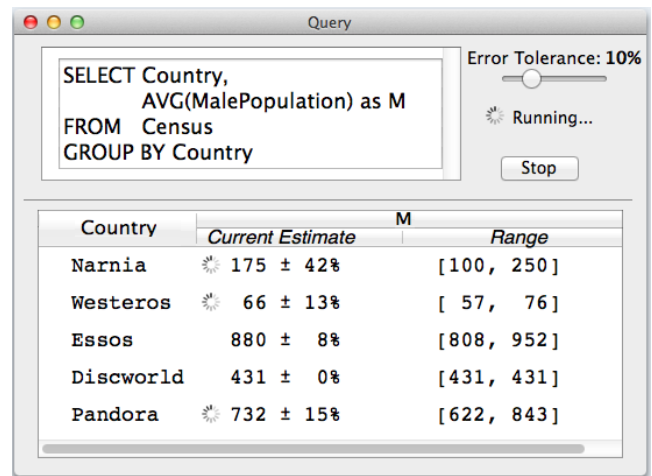 Query
SELECT Country,
AVG(MalePopulation) as M
FROM Census
GROUP BY Country
Error Tolerance: 10%
Running...
Stop
Country M
Current Estimate Range
Narnia 175 ± 42% [100, 250]
Westeros 66 ± 13% [ 57, 76]
Essos 880 ± 8% [808, 952]
Discworld 431 ± 0% [431, 431]
Pandora 732 ± 15% [622, 843]